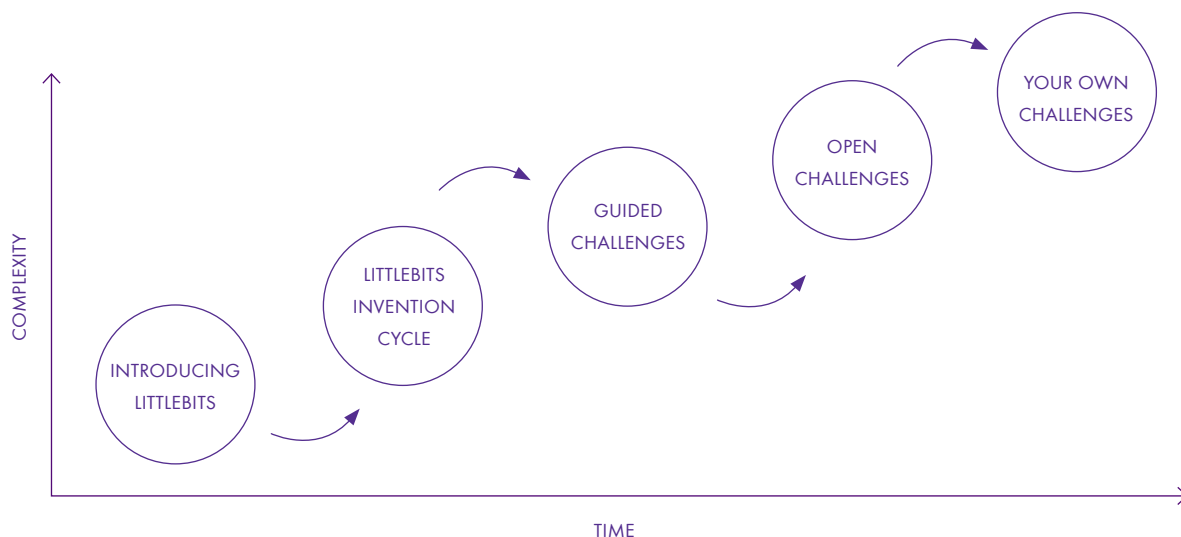 YOUR OWN
CHALLENGES
OPEN
CHALLENGES
GUIDED
CHALLENGES
LITTLEBITS
INVENTION
CYCLE
INTRODUCING
LITTLEBITS
COMPLEXITY
TIME